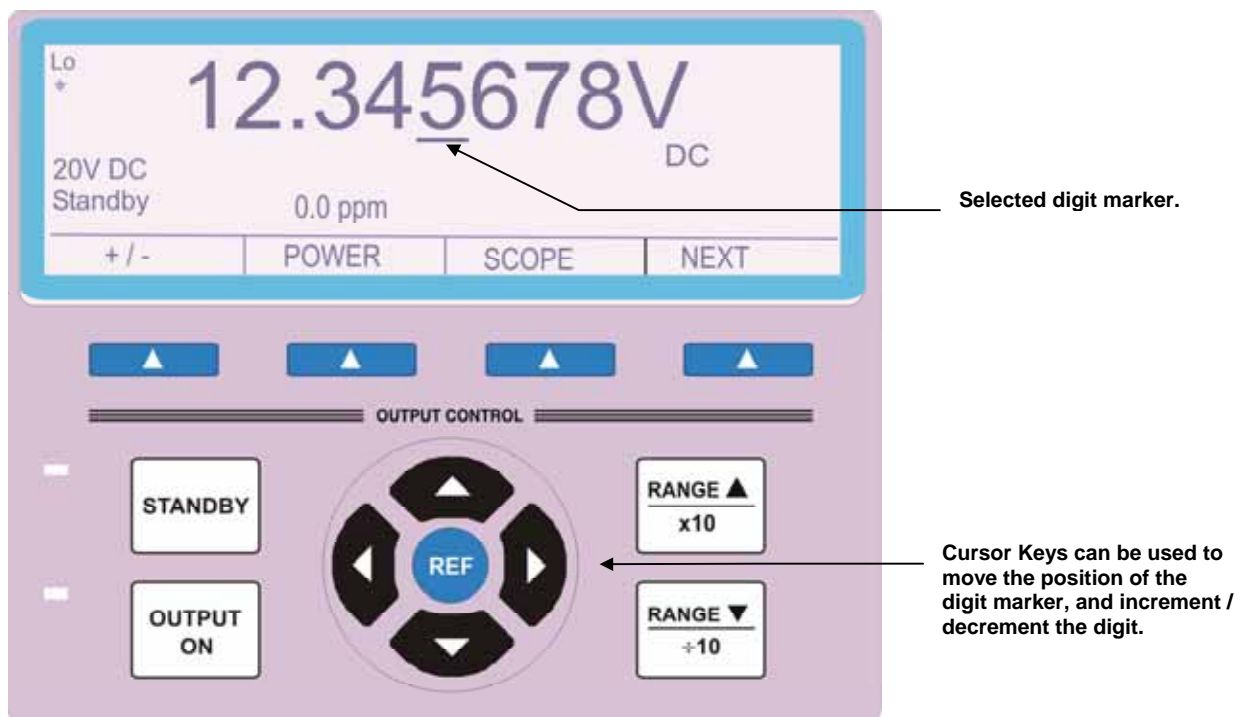 Lo
12.345678V
DC
20V DC
Standby
0.0 ppm
+ / - POWER SCOPE NEXT
Selected digit marker.
OUTPUT CONTROL
STANDBY
OUTPUT
ON
REF
RANGE ▲
x10
RANGE ▼
÷10
Cursor Keys can be used to
move the position of the
digit marker, and increment /
decrement the digit.